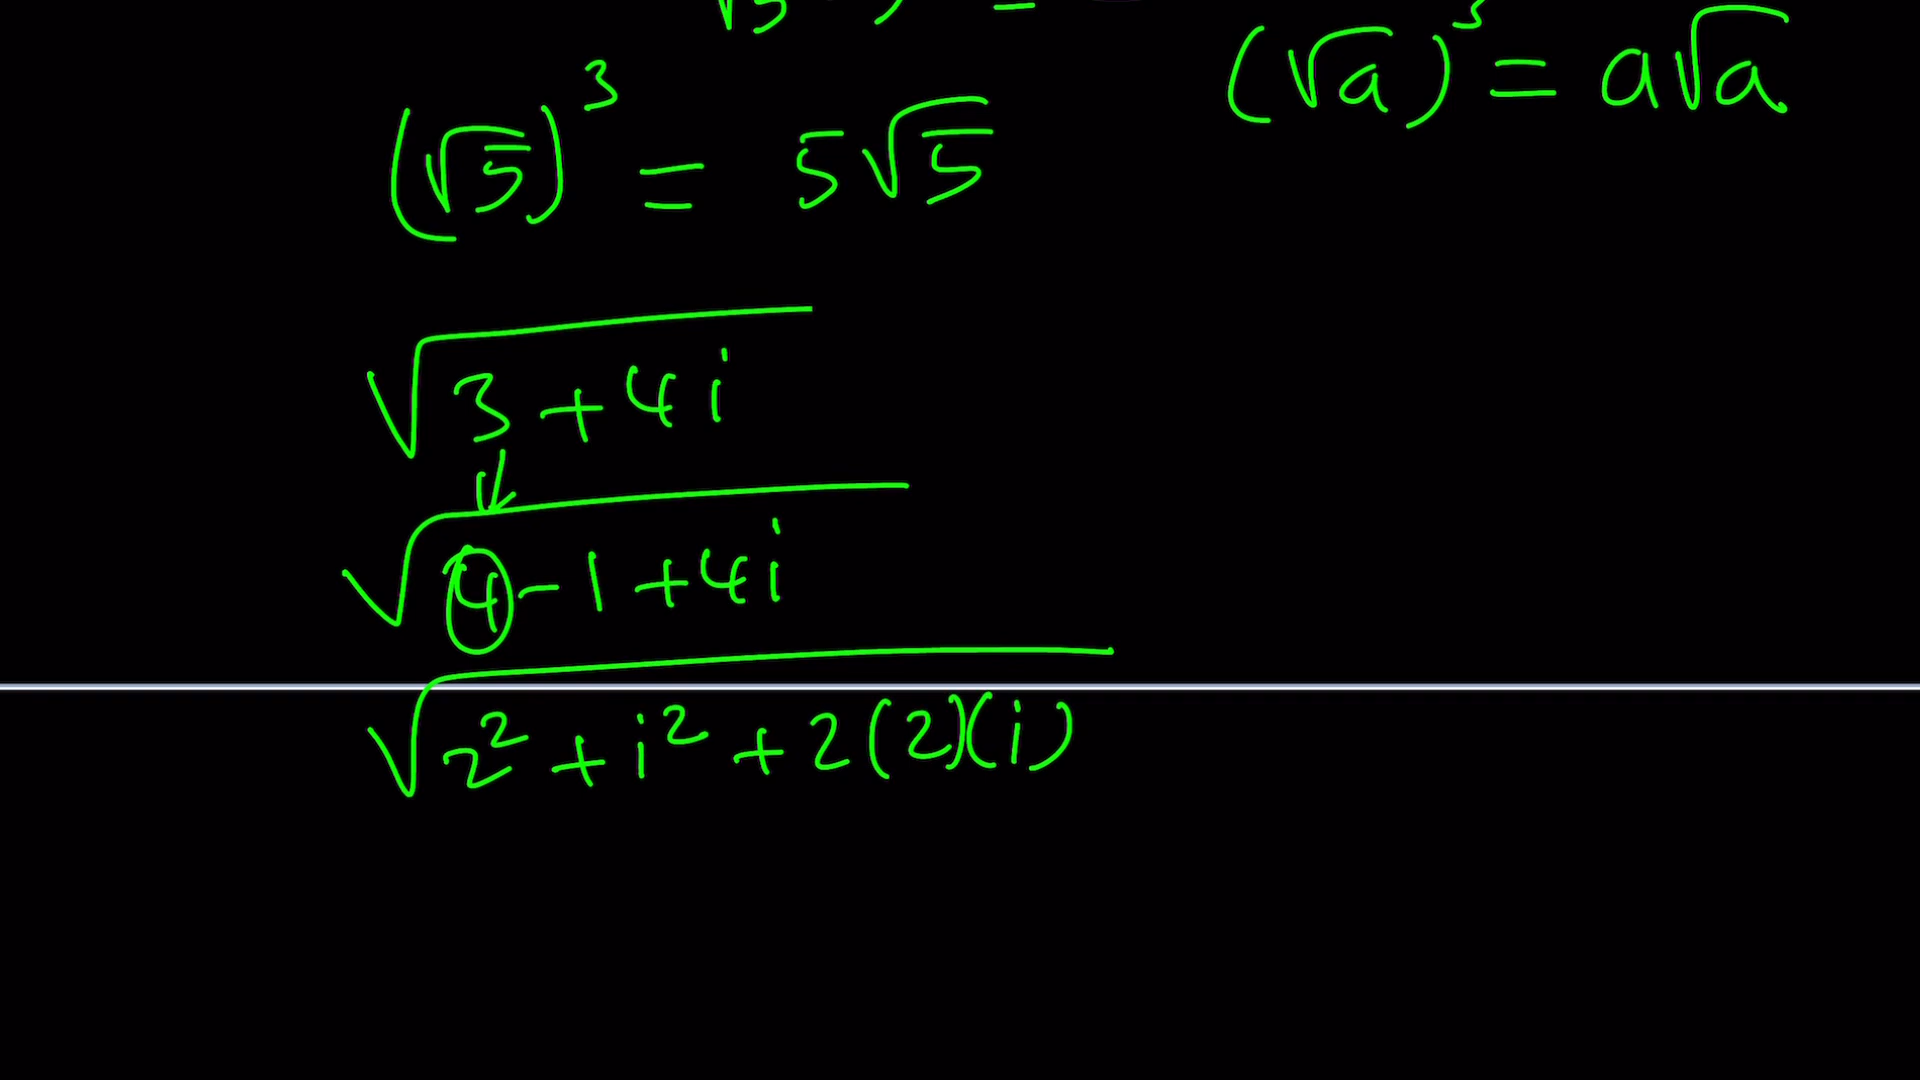 (√a)³ = a√a
(√5)³ = 5√5
√(3+4i)
↓
√(4-1+4i)
√(2²+i²+2(2)(i))